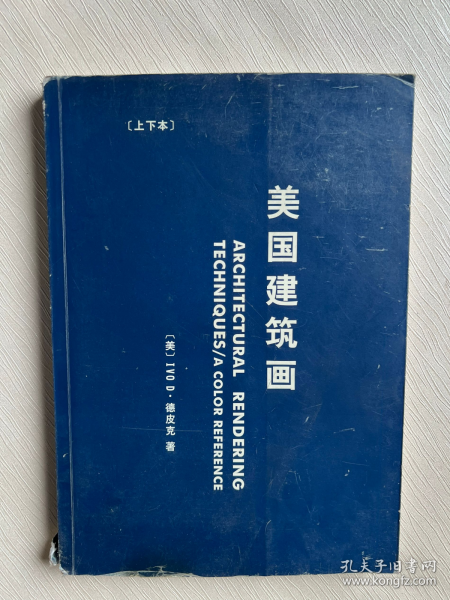 〔上下本〕
美国建筑画
ARCHITECTURAL RENDERING
TECHNIQUES/A COLOR REFERENCE
〔美〕IVO D·德皮克 著
孔夫子旧书网
www.kongfz.com